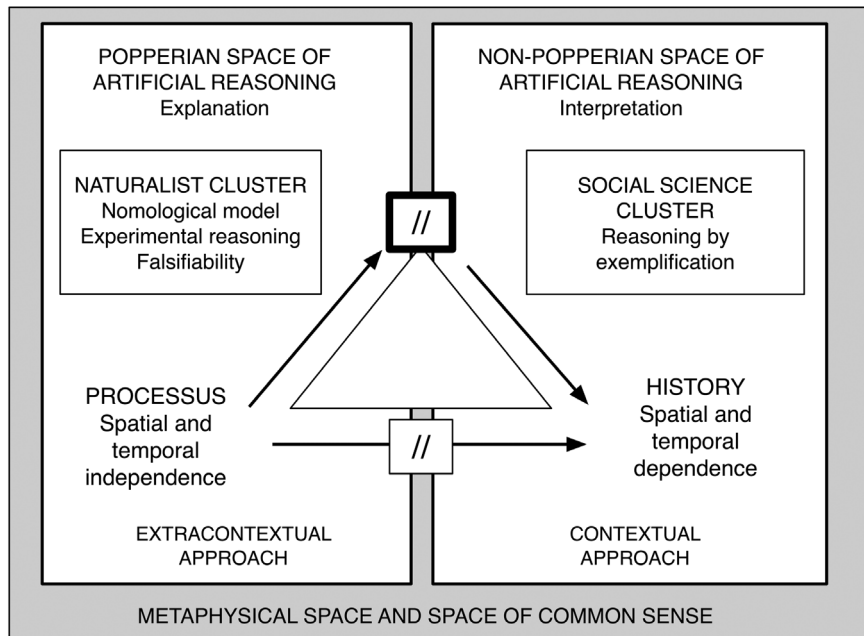 POPPERIAN SPACE OF
ARTIFICIAL REASONING
Explanation
NATURALIST CLUSTER
Nomological model
Experimental reasoning
Falsifiability
PROCESSUS
Spatial and
temporal
independence
EXTRACONTEXTUAL
APPROACH
//
//
NON-POPPERIAN SPACE OF
ARTIFICIAL REASONING
Interpretation
SOCIAL SCIENCE
CLUSTER
Reasoning by
exemplification
HISTORY
Spatial and
temporal
dependence
CONTEXTUAL
APPROACH
METAPHYSICAL SPACE AND SPACE OF COMMON SENSE